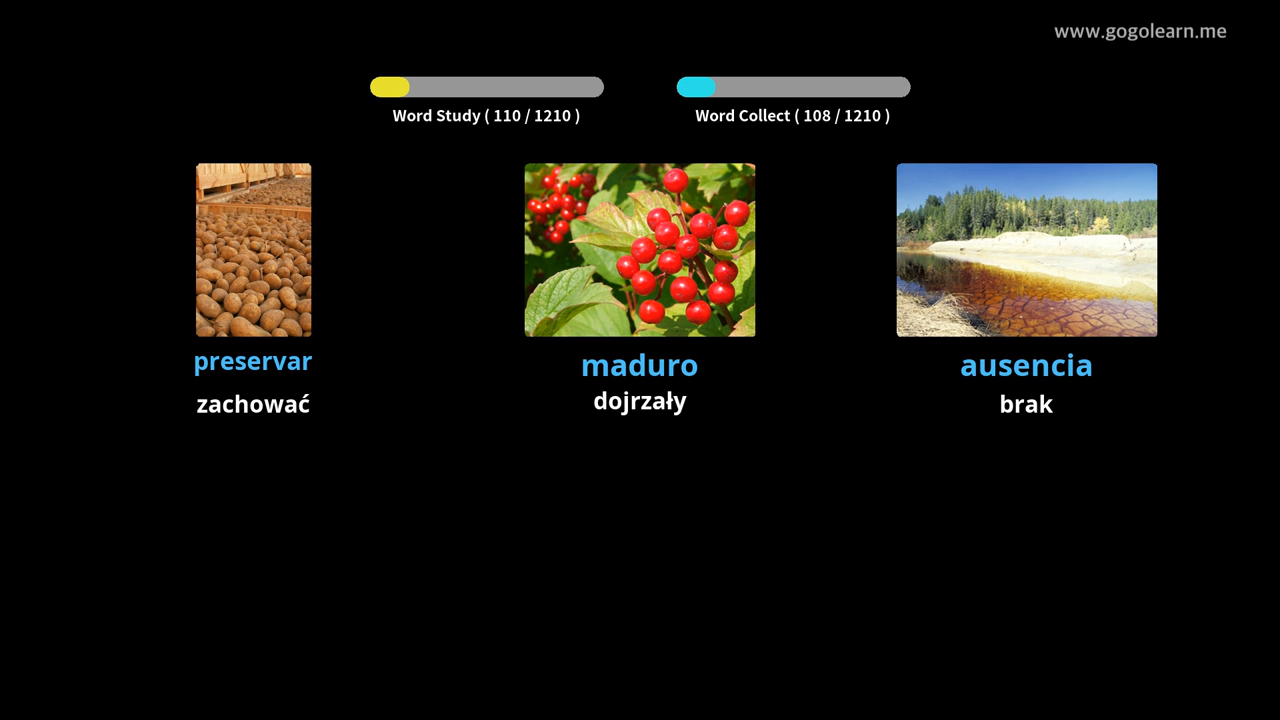 www.gogolearn.me
Word Study ( 110 / 1210 )
Word Collect ( 108 / 1210 )
preservar
zachować
maduro
dojrzały
ausencia
brak